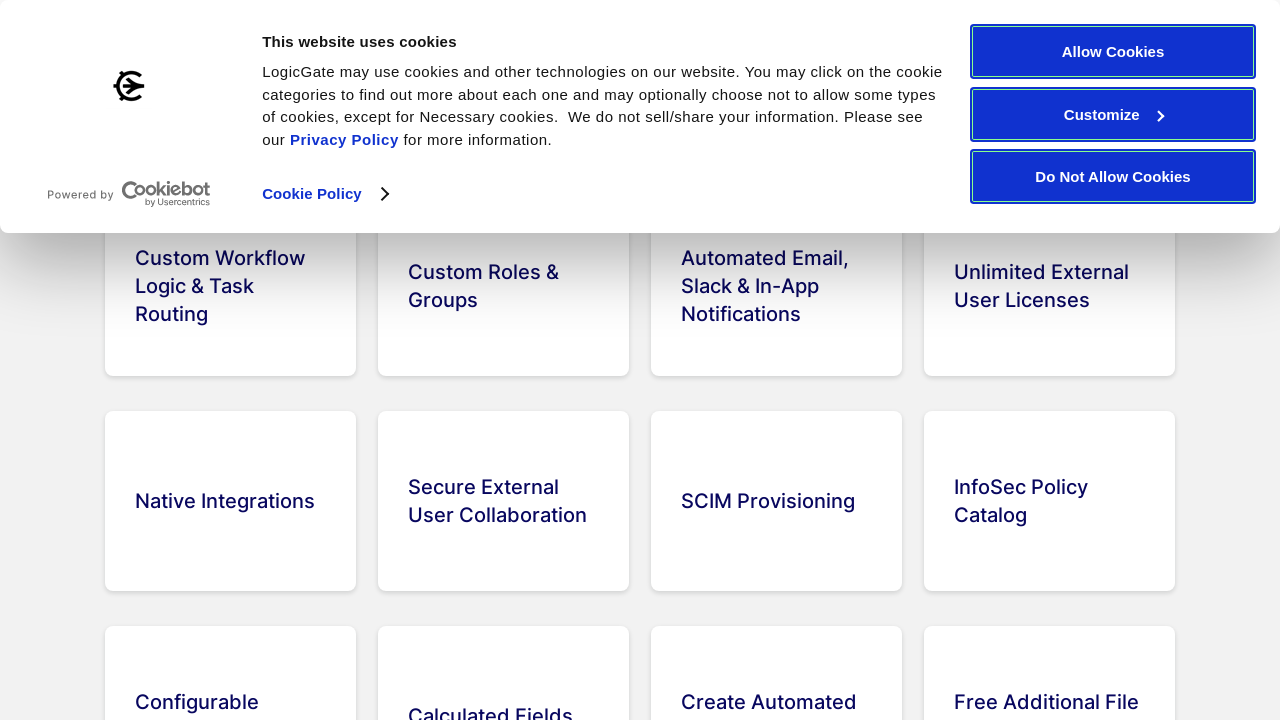 This website uses cookies
LogicGate may use cookies and other technologies on our website. You may click on the cookie
categories to find out more about each one and may optionally choose not to allow some types
of cookies, except for Necessary cookies.  We do not sell/share your information. Please see
our Privacy Policy for more information.
Cookie Policy
Powered by Cookiebot
by Usercentrics
Allow Cookies
Customize
Do Not Allow Cookies
Custom Workflow
Logic & Task
Routing
Custom Roles &
Groups
Automated Email,
Slack & In-App
Notifications
Unlimited External
User Licenses
Native Integrations
Secure External
User Collaboration
SCIM Provisioning
InfoSec Policy
Catalog
Configurable
Calculated Fields
Create Automated
Free Additional File